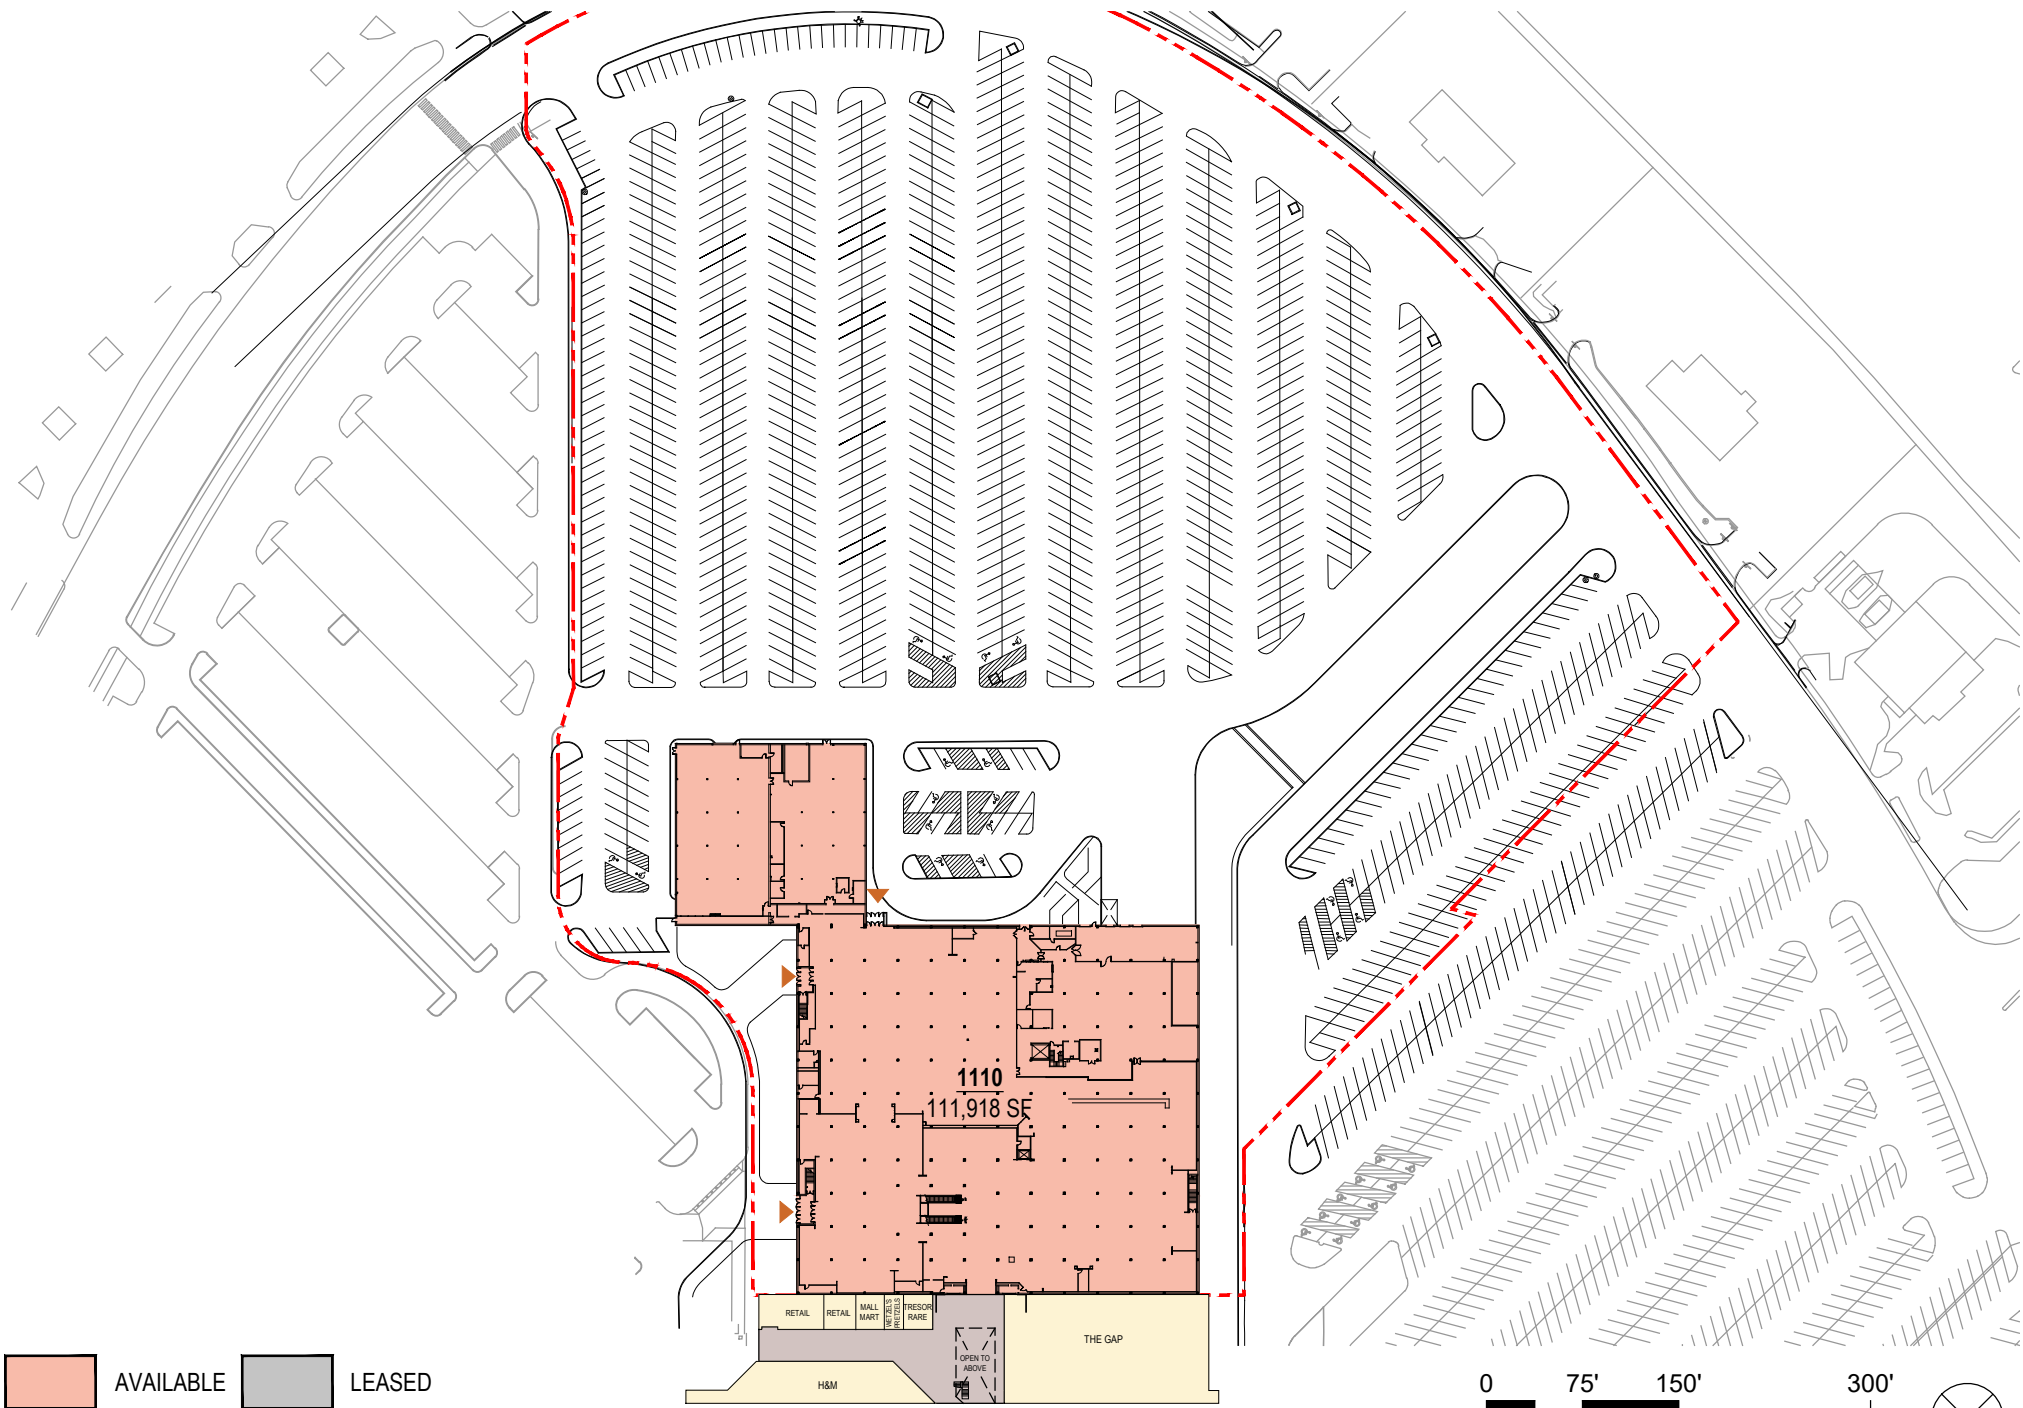 1110
111,918 SF
RETAIL
RETAIL
MALL
MART
WETZEL'S
PRETZELS
TRESOR
RARE
THE GAP
OPEN TO
ABOVE
H&M
AVAILABLE
LEASED
0 75' 150' 300'